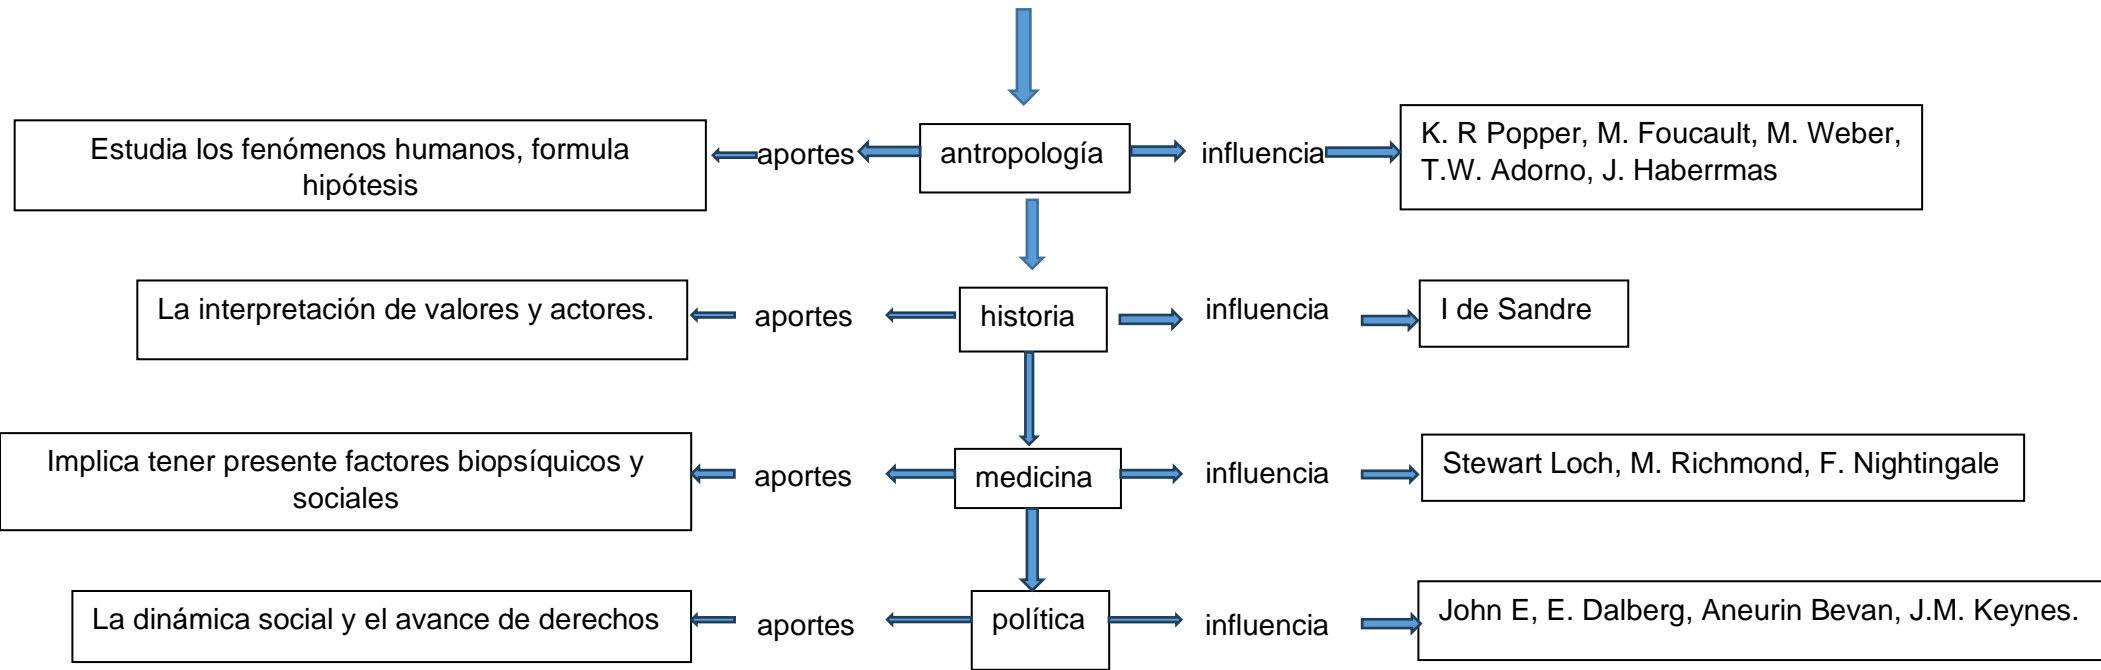 Estudia los fenómenos humanos, formula
hipótesis
aportes
antropología
influencia
K. R Popper, M. Foucault, M. Weber,
T.W. Adorno, J. Haberrmas
La interpretación de valores y actores.
aportes
historia
influencia
I de Sandre
Implica tener presente factores biopsíquicos y
sociales
aportes
medicina
influencia
Stewart Loch, M. Richmond, F. Nightingale
La dinámica social y el avance de derechos
aportes
política
influencia
John E, E. Dalberg, Aneurin Bevan, J.M. Keynes.